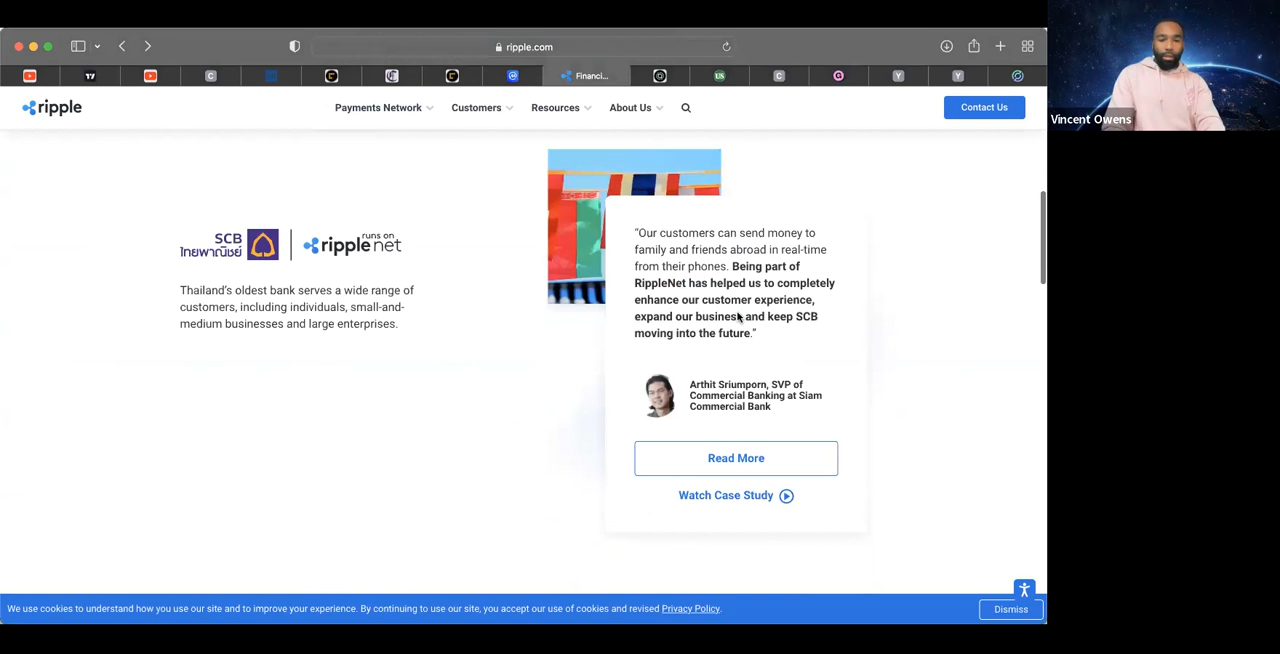 ripple.com
Financi...
US
ripple
Payments Network
Customers
Resources
About Us
Contact Us
Vincent Owens
SCB
ไทยพาณิชย์
runs on
ripple net
Thailand's oldest bank serves a wide range of
customers, including individuals, small-and-
medium businesses and large enterprises.
“Our customers can send money to
family and friends abroad in real-time
from their phones. Being part of
RippleNet has helped us to completely
enhance our customer experience,
expand our business and keep SCB
moving into the future.”
Arthit Sriumporn, SVP of
Commercial Banking at Siam
Commercial Bank
Read More
Watch Case Study
We use cookies to understand how you use our site and to improve your experience. By continuing to use our site, you accept our use of cookies and revised Privacy Policy.
Dismiss